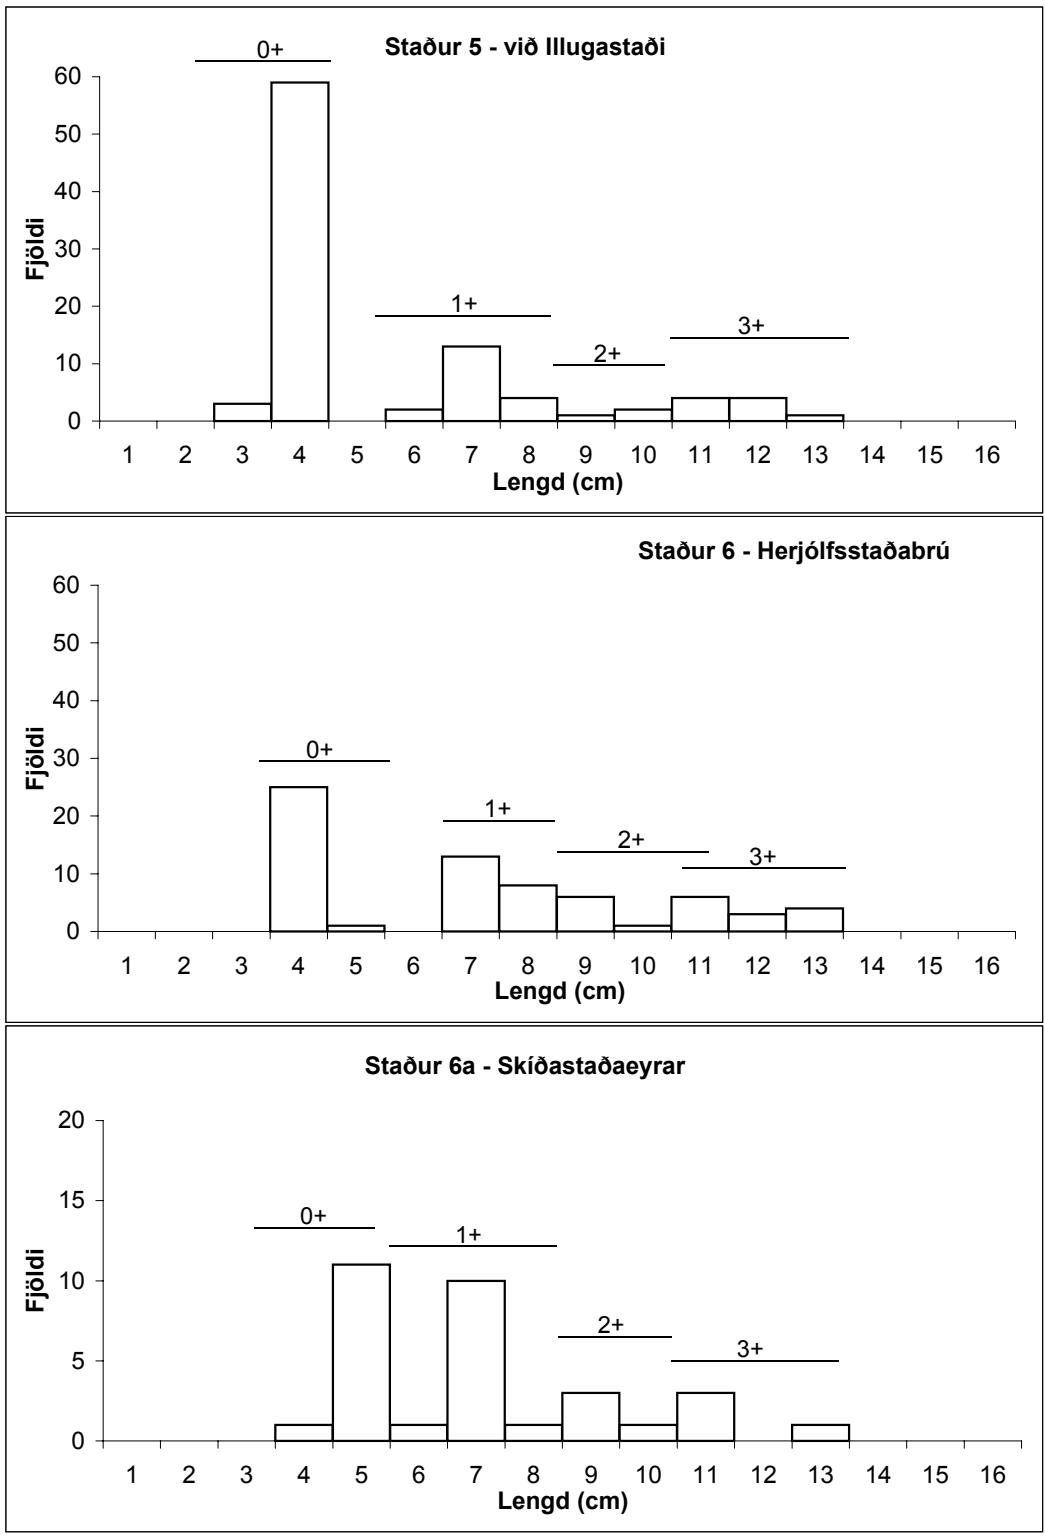 Staður 5 - við Illugastaði
0+
60
50
40
30
20
10
0
1+
2+
3+
Fjöldi
1 2 3 4 5 6 7 8 9 10 11 12 13 14 15 16
Lengd (cm)
Staður 6 - Herjólfsstaðabrú
60
50
40
30
20
10
0
0+
1+
2+
3+
Fjöldi
1 2 3 4 5 6 7 8 9 10 11 12 13 14 15 16
Lengd (cm)
Staður 6a - Skíðastaðaeyrar
20
15
10
5
0
0+
1+
2+
3+
Fjöldi
1 2 3 4 5 6 7 8 9 10 11 12 13 14 15 16
Lengd (cm)